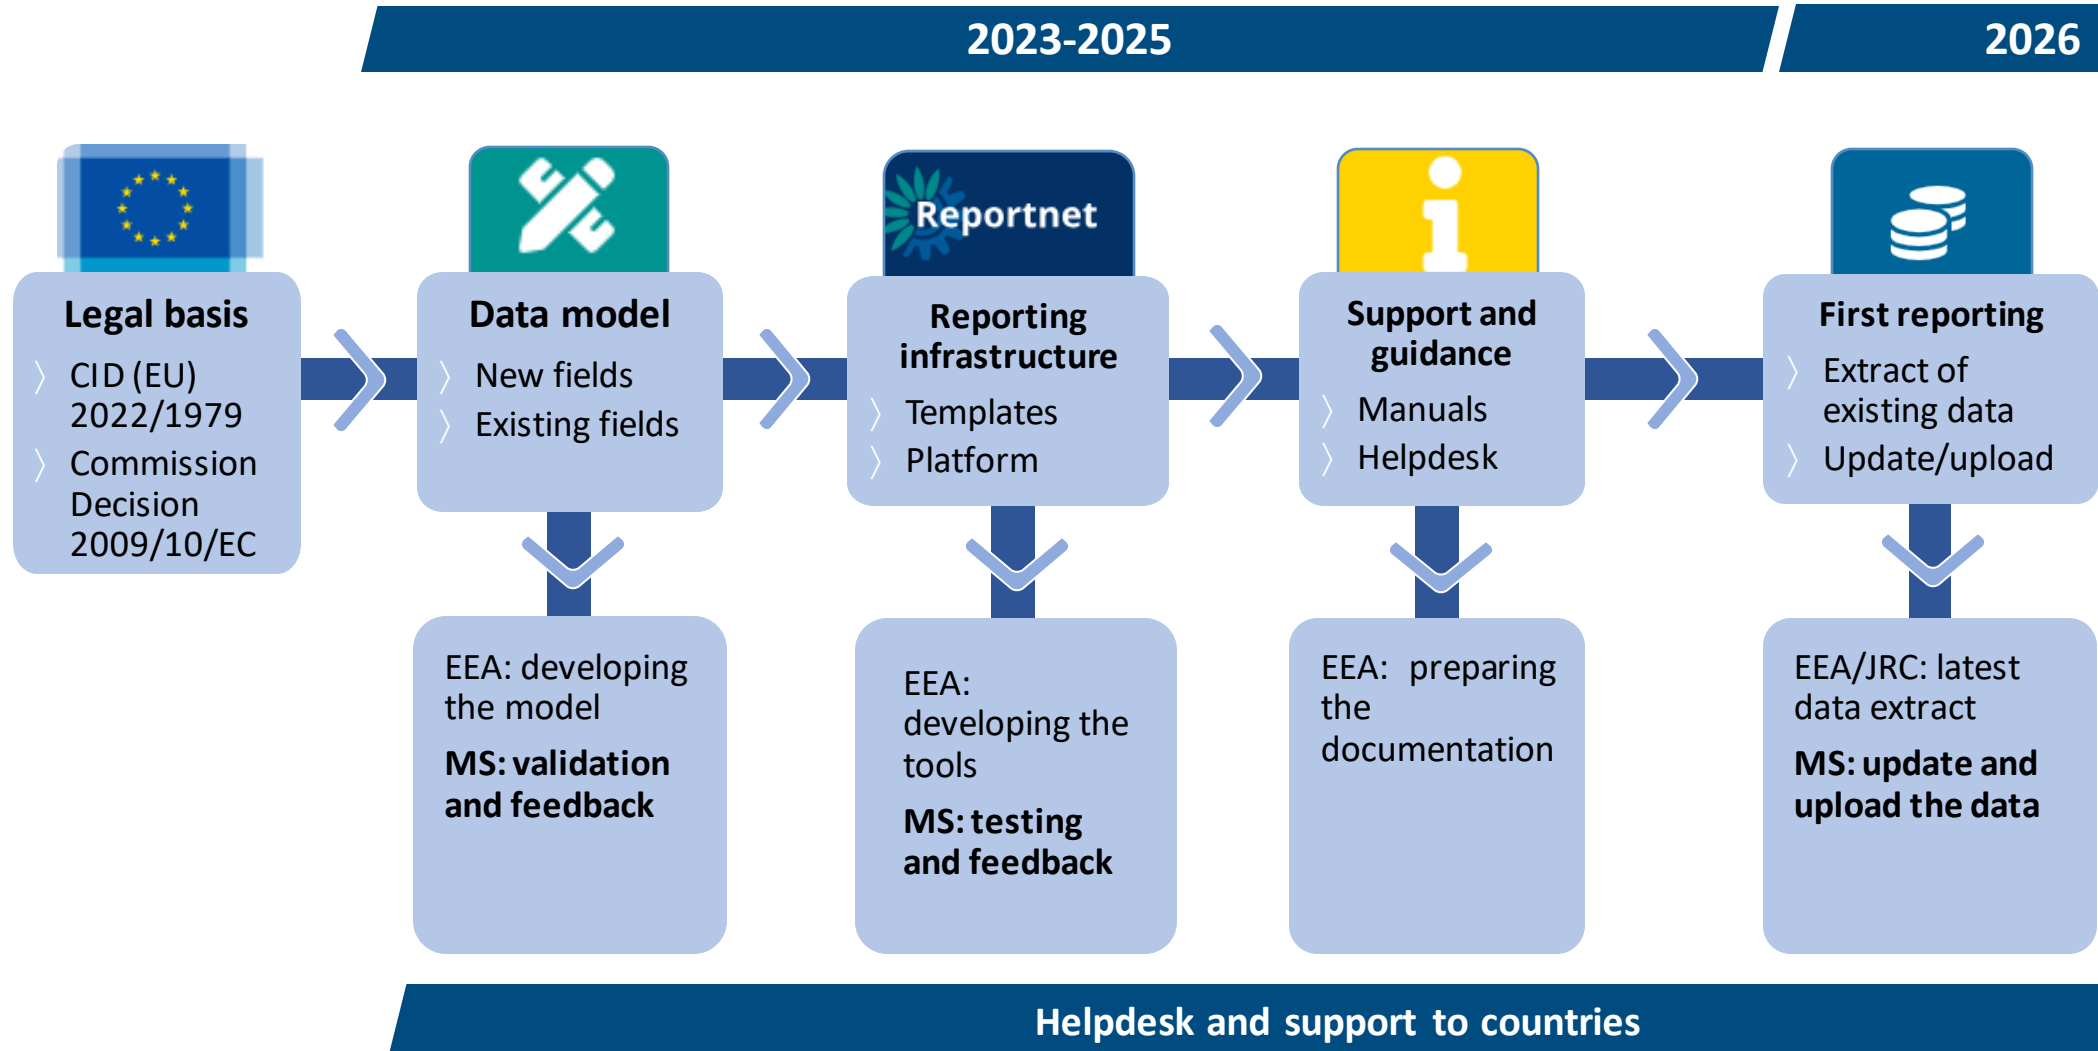 2023-2025
2026
Legal basis
〉 CID (EU)
2022/1979
〉 Commission
Decision
2009/10/EC
Data model
〉 New fields
〉 Existing fields
Reportnet
Reporting
infrastructure
〉 Templates
〉 Platform
Support and
guidance
〉 Manuals
〉 Helpdesk
First reporting
〉 Extract of
existing data
〉 Update/upload
EEA: developing
the model
MS: validation
and feedback
EEA:
developing the
tools
MS: testing
and feedback
EEA: preparing
the
documentation
EEA/JRC: latest
data extract
MS: update and
upload the data
Helpdesk and support to countries